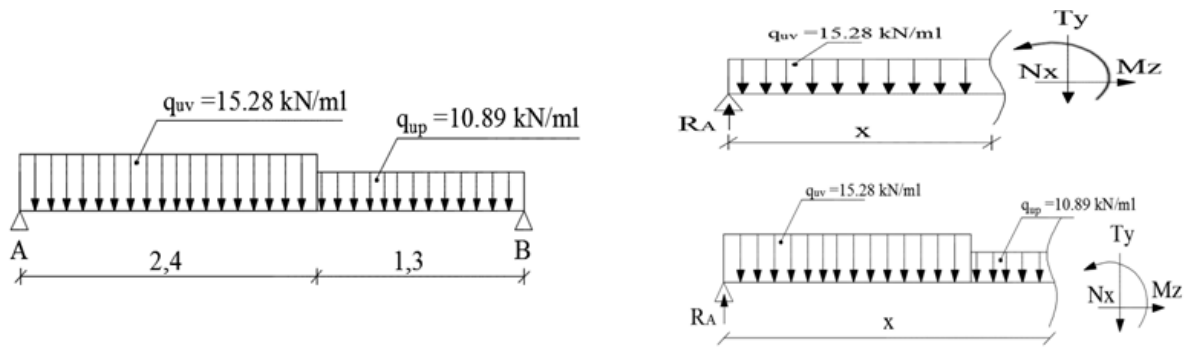 quv =15.28 kN/ml
qup =10.89 kN/ml
A
B
2,4
1,3
quv =15.28 kN/ml
Ty
Nx
Mz
RA
x
quv =15.28 kN/ml
qup =10.89 kN/ml
Ty
Nx
Mz
RA
x